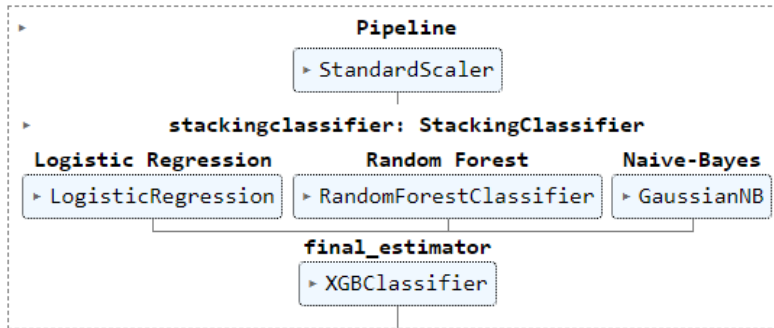 Pipeline
StandardScaler
stackingclassifier: StackingClassifier
Logistic Regression Random Forest Naive-Bayes
LogisticRegression RandomForestClassifier GaussianNB
final_estimator
XGBClassifier